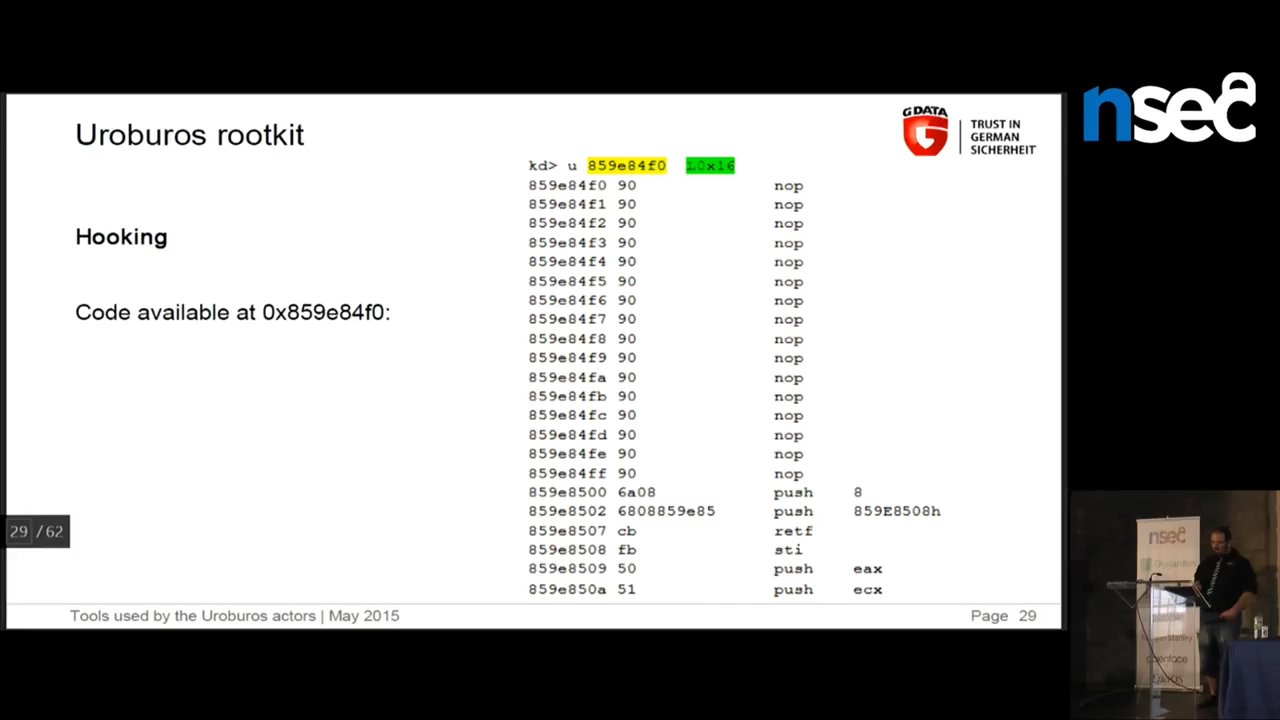 nsec
Uroburos rootkit
G DATA
TRUST IN
GERMAN
SICHERHEIT
Hooking
Code available at 0x859e84f0:
kd> u 859e84f0 L0x16
859e84f0 90 nop
859e84f1 90 nop
859e84f2 90 nop
859e84f3 90 nop
859e84f4 90 nop
859e84f5 90 nop
859e84f6 90 nop
859e84f7 90 nop
859e84f8 90 nop
859e84f9 90 nop
859e84fa 90 nop
859e84fb 90 nop
859e84fc 90 nop
859e84fd 90 nop
859e84fe 90 nop
859e84ff 90 nop
859e8500 6a08 push 8
859e8502 6808859e85 push 859E8508h
859e8507 cb retf
859e8508 fb sti
859e8509 50 push eax
859e850a 51 push ecx
29 / 62
Tools used by the Uroburos actors | May 2015
Page 29
nsec